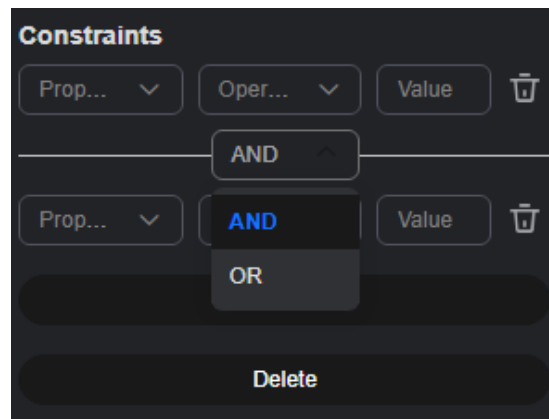 Constraints
Prop... Oper... Value
AND
Prop... AND Value
OR
Delete